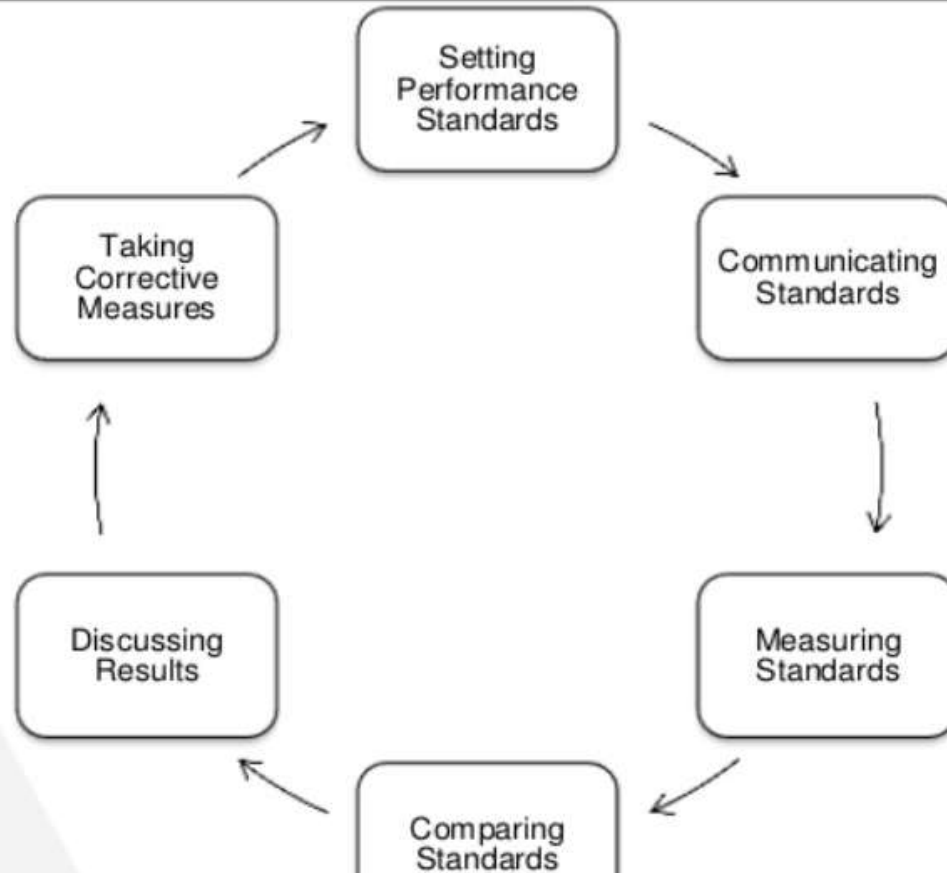 Setting
Performance
Standards
Communicating
Standards
Measuring
Standards
Comparing
Standards
Discussing
Results
Taking
Corrective
Measures